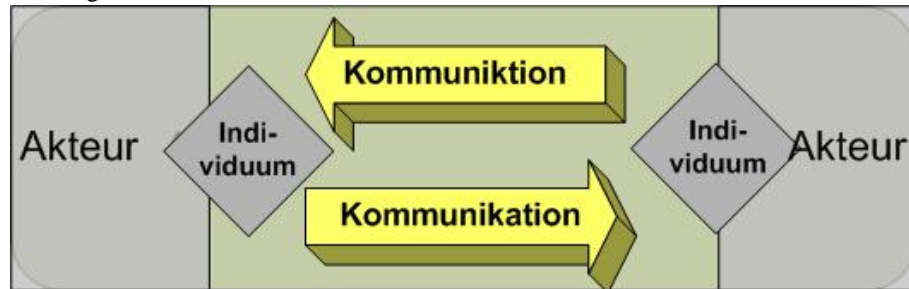 Kommuniktion
Akteur
Indi-
viduum
Indi-
viduum
Akteur
Kommunikation